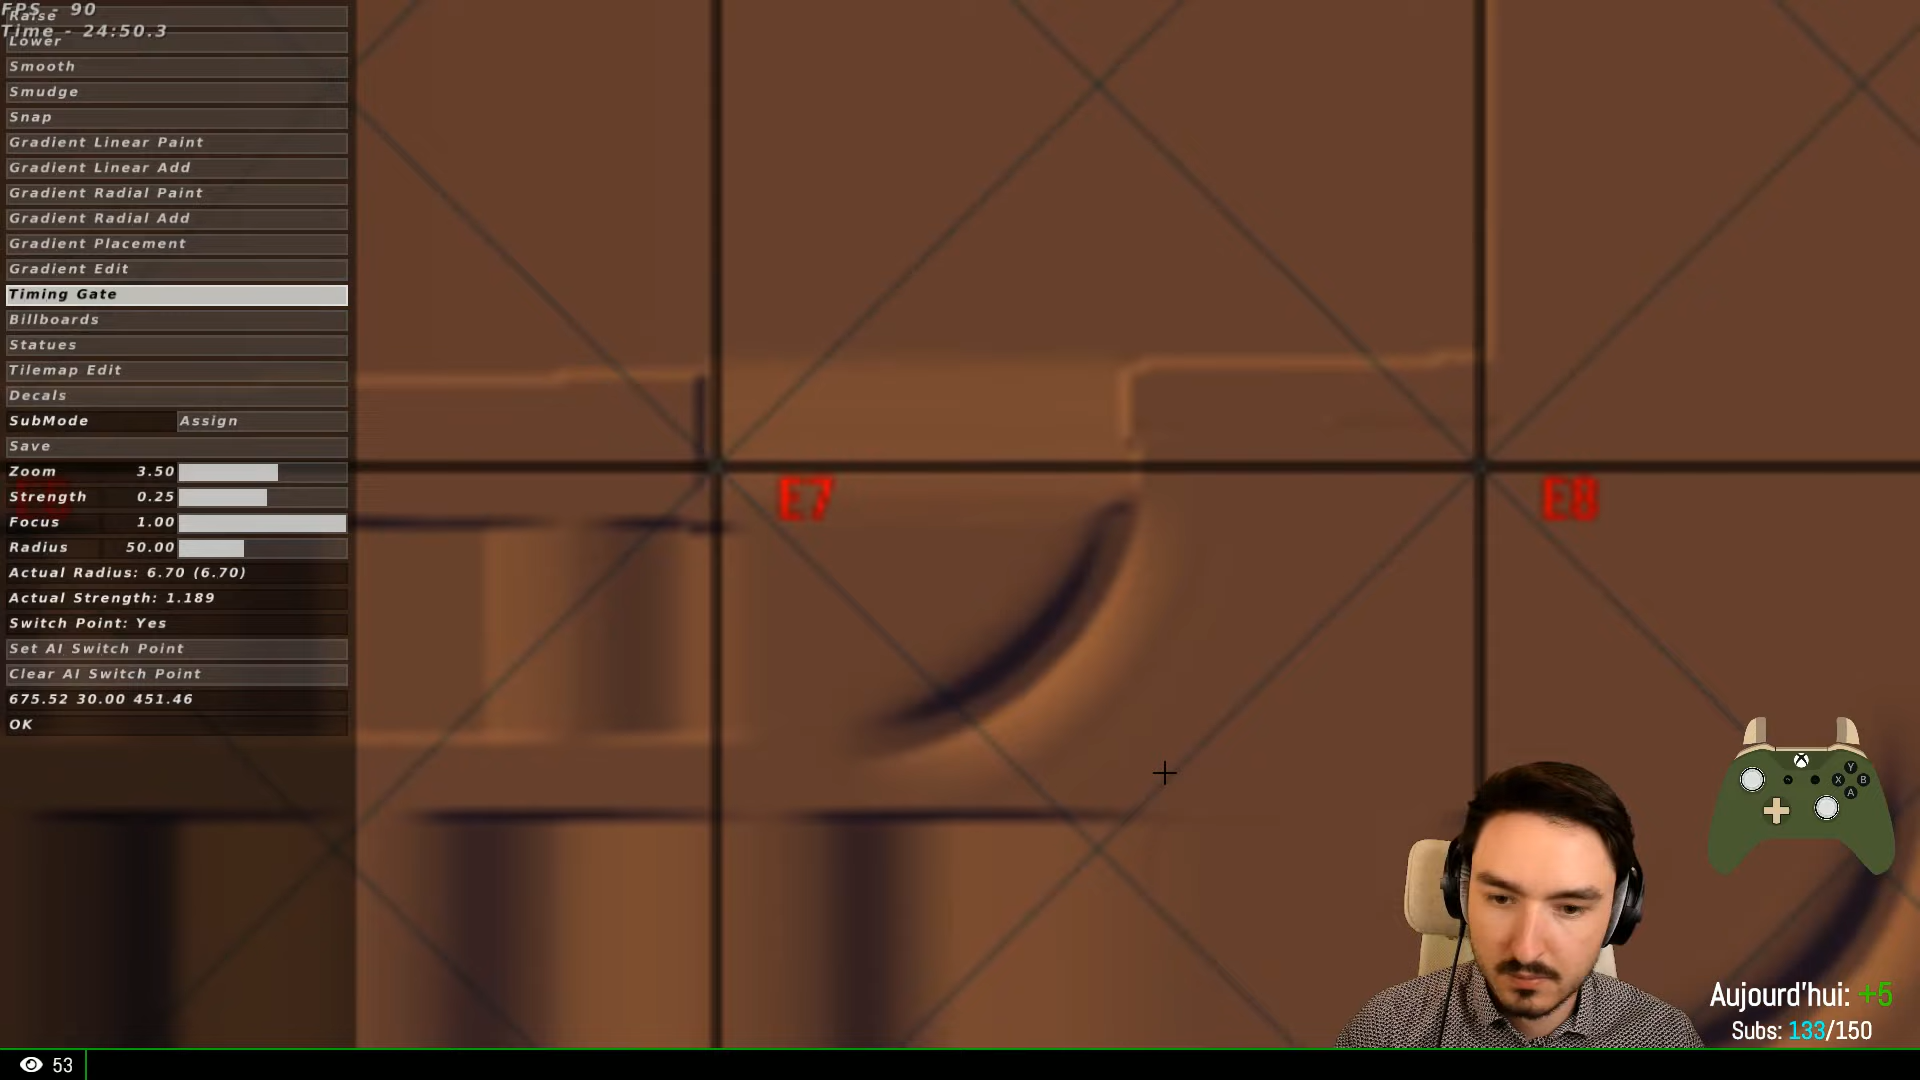 FPS - 90
Raise
Time - 24:50.3
Lower
Smooth
Smudge
Snap
Gradient Linear Paint
Gradient Linear Add
Gradient Radial Paint
Gradient Radial Add
Gradient Placement
Gradient Edit
Timing Gate
Billboards
Statues
Tilemap Edit
Decals
SubMode Assign
Save
Zoom 3.50
Strength 0.25
Focus 1.00
Radius 50.00
Actual Radius: 6.70 (6.70)
Actual Strength: 1.189
Switch Point: Yes
Set AI Switch Point
Clear AI Switch Point
675.52 30.00 451.46
OK
E7
E8
Y
X B
A
Aujourd'hui: +5
Subs: 133/150
53